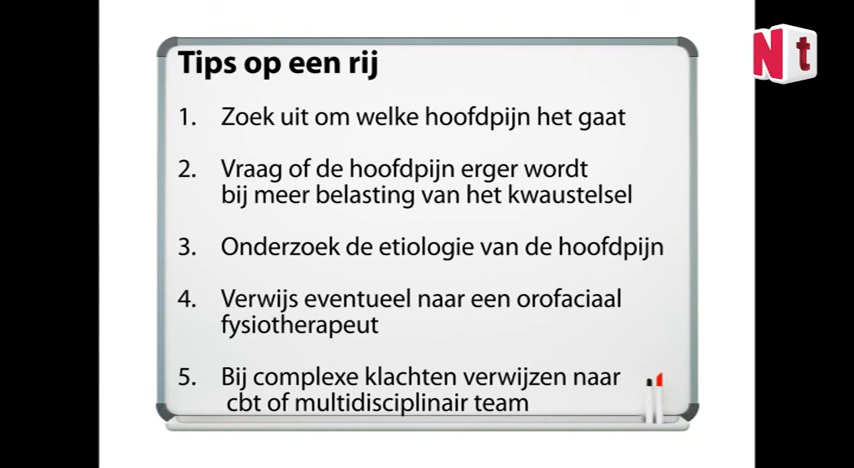 Nt
Tips op een rij
1. Zoek uit om welke hoofdpijn het gaat
2. Vraag of de hoofdpijn erger wordt
bij meer belasting van het kwaustelsel
3. Onderzoek de etiologie van de hoofdpijn
4. Verwijs eventueel naar een orofaciaal
fysiotherapeut
5. Bij complexe klachten verwijzen naar
cbt of multidisciplinair team